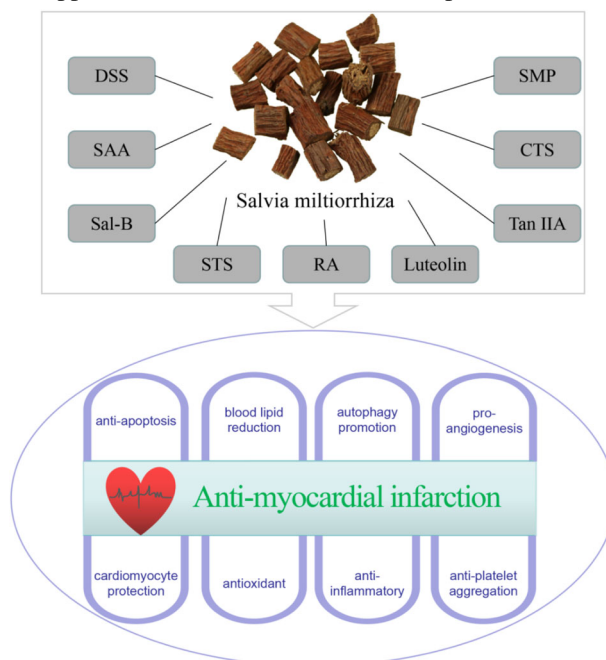 DSS
SMP
SAA
CTS
Sal-B
Salvia miltiorrhiza
Tan IIA
STS
RA
Luteolin
anti-apoptosis
blood lipid
reduction
autophagy
promotion
pro-
angiogenesis
Anti-myocardial infarction
cardiomyocyte
protection
antioxidant
anti-
inflammatory
anti-platelet
aggregation